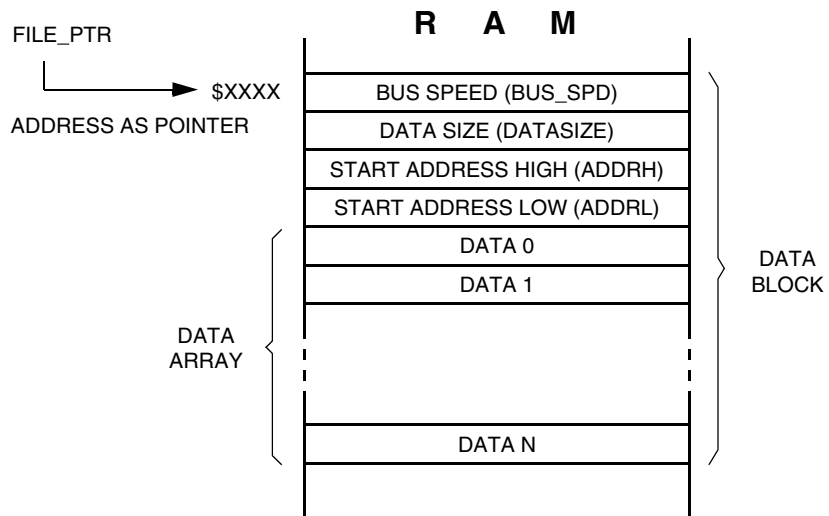 R A M
FILE_PTR
$XXXX
ADDRESS AS POINTER
BUS SPEED (BUS_SPD)
DATA SIZE (DATASIZE)
START ADDRESS HIGH (ADDRH)
START ADDRESS LOW (ADDRL)
DATA 0
DATA 1
DATA N
DATA
ARRAY
DATA
BLOCK